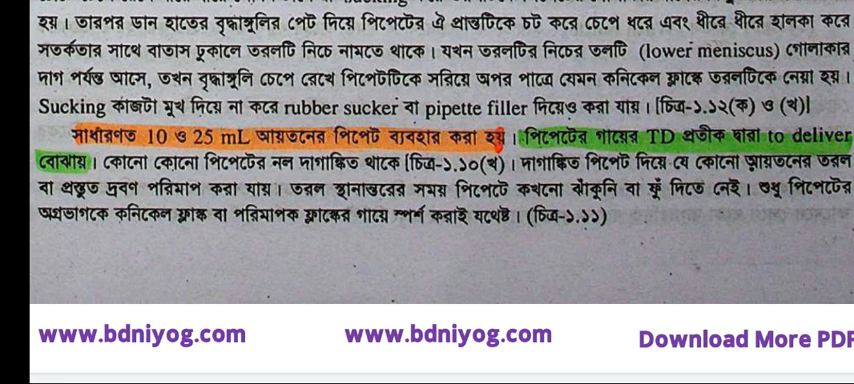 হয়। তারপর ডান হাতের বৃদ্ধাঙ্গুলির পেট দিয়ে পিপেটের ঐ প্রান্তটিকে চট করে চেপে ধরে এবং ধীরে ধীরে হালকা করে
সতর্কতার সাথে বাতাস ঢুকালে তরলটি নিচে নামতে থাকে। যখন তরলটির নিচের তলটি (lower meniscus) গোলাকার
দাগ পর্যন্ত আসে, তখন বৃদ্ধাঙ্গুলি চেপে রেখে পিপেটটিকে সরিয়ে অপর পাত্রে যেমন কনিকেল ফ্লাস্কে তরলটিকে নেয়া হয়।
Sucking কাজটা মুখ দিয়ে না করে rubber sucker বা pipette filler দিয়েও করা যায়। [চিত্র-১.১২(ক) ও (খ)]
সাধারণত 10 ও 25 mL আয়তনের পিপেট ব্যবহার করা হয়। পিপেটের গায়ের TD প্রতীক দ্বারা to deliver
বোঝায়। কোনো কোনো পিপেটের নল দাগাঙ্কিত থাকে [চিত্র-১.১০(খ)। দাগাঙ্কিত পিপেট দিয়ে যে কোনো আয়তনের তরল
বা প্রস্তুত দ্রবণ পরিমাপ করা যায়। তরল স্থানান্তরের সময় পিপেটে কখনো ঝাঁকুনি বা ফুঁ দিতে নেই। শুধু পিপেটের
অগ্রভাগকে কনিকেল ফ্লাস্ক বা পরিমাপক ফ্লাস্কের গায়ে স্পর্শ করাই যথেষ্ট। (চিত্র-১.১১)
www.bdniyog.com www.bdniyog.com Download More PDF